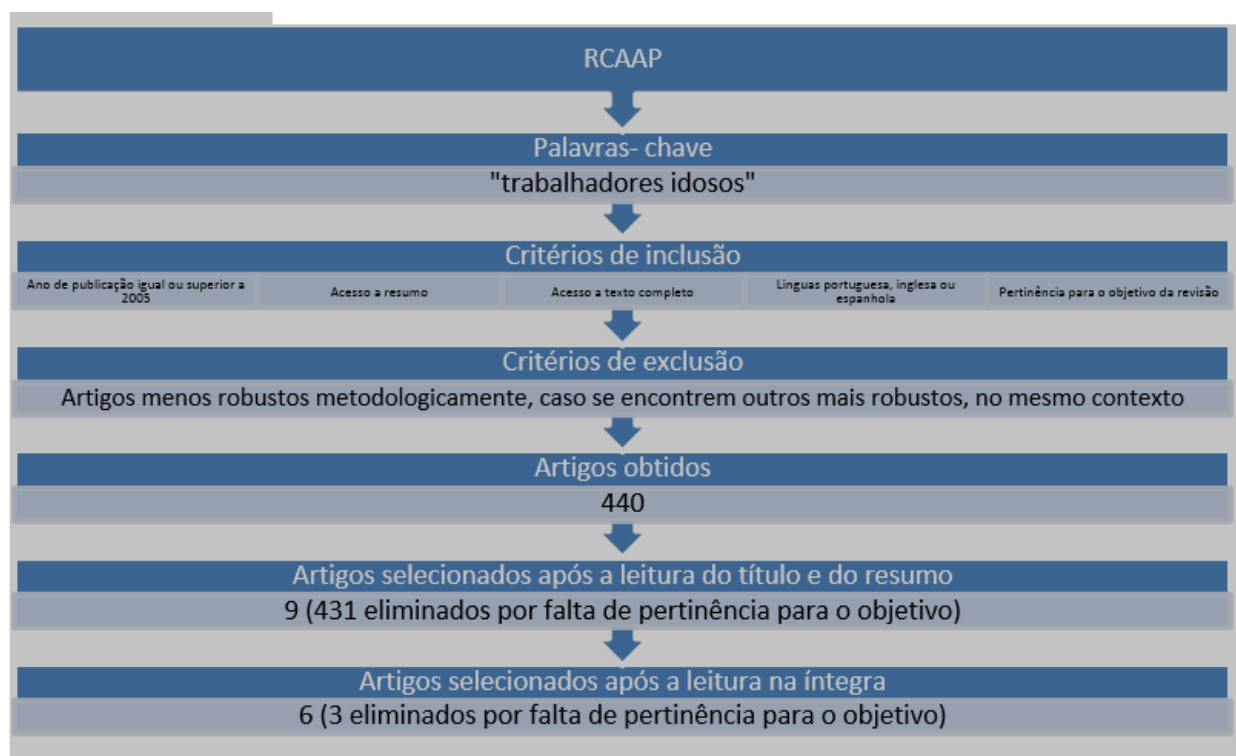 RCAAP
Palavras- chave
"trabalhadores idosos"
Critérios de inclusão
Ano de publicação igual ou superior a
2005
Acesso a resumo
Acesso a texto completo
Linguas portuguesa, inglesa ou
espanhola
Pertinência para o objetivo da revisão
Critérios de exclusão
Artigos menos robustos metodologicamente, caso se encontrem outros mais robustos, no mesmo contexto
Artigos obtidos
440
Artigos selecionados após a leitura do título e do resumo
9 (431 eliminados por falta de pertinência para o objetivo)
Artigos selecionados após a leitura na íntegra
6 (3 eliminados por falta de pertinência para o objetivo)